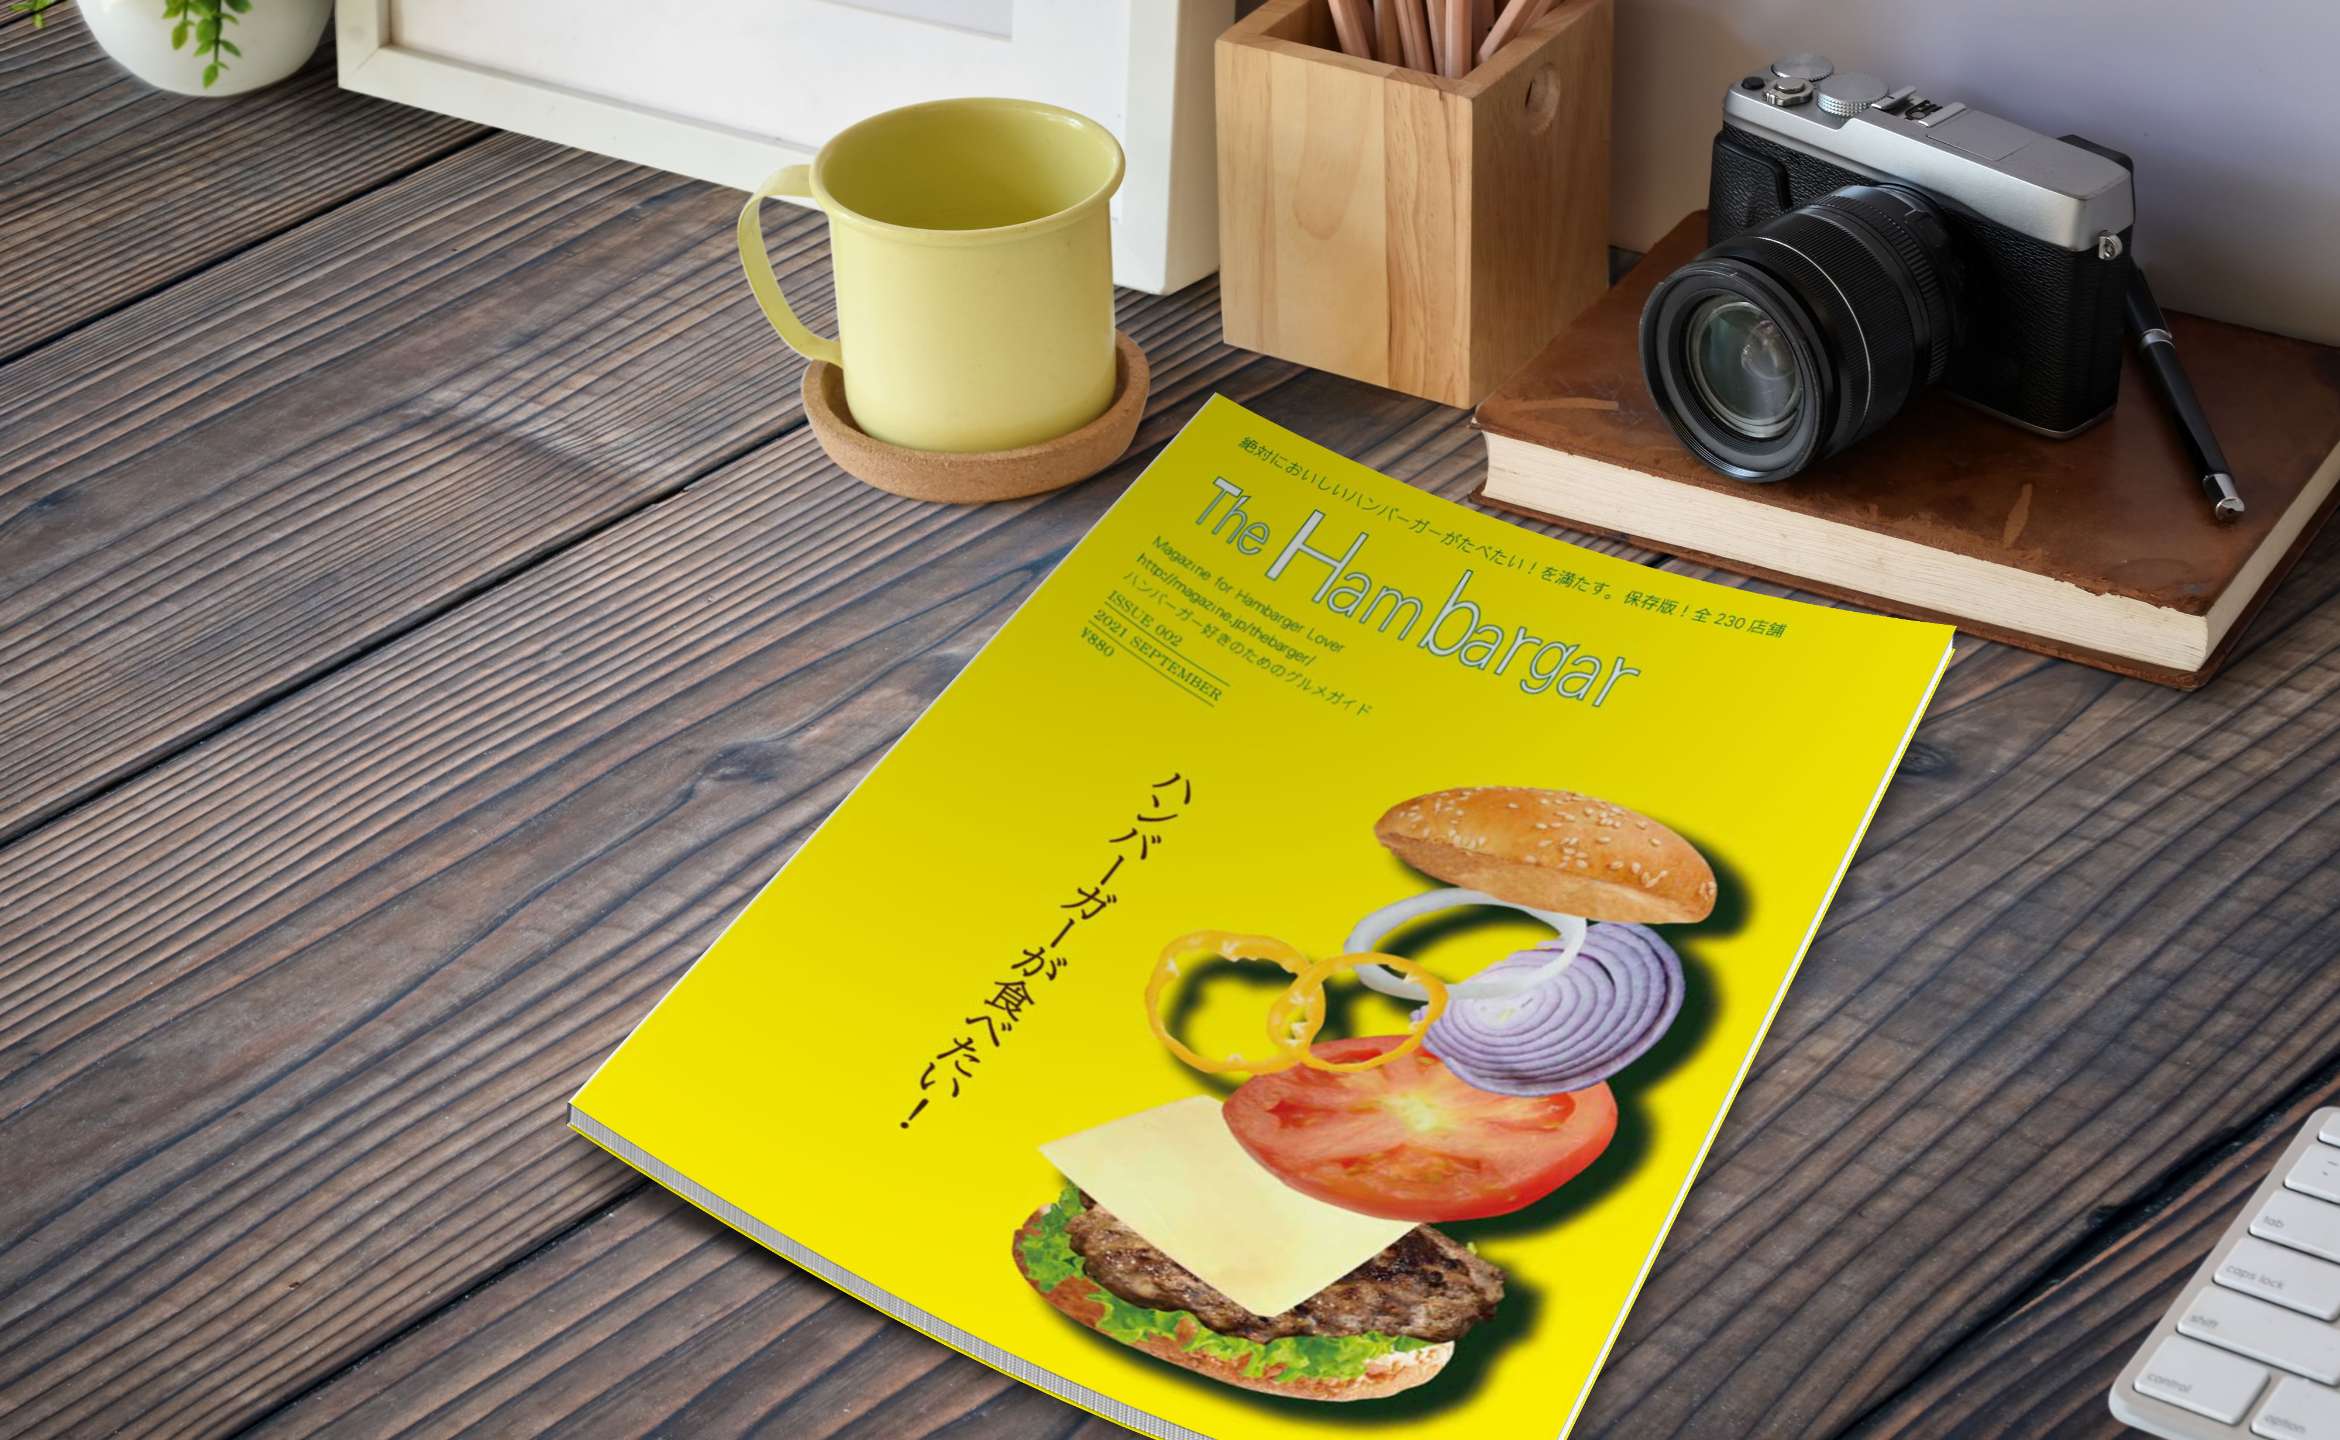 絶対においしいハンバーガーがたべたい！を満たす。保存版！全230店舗
The Hambargar
Magazine for Hambarger Lover
http://magazine.jp/thebarger/
ハンバーガー好きのためのグルメガイド
ISSUE 002
2021 SEPTEMBER
¥880
ハンバーガーが食べたい！
tab
caps lock
shift
control
option